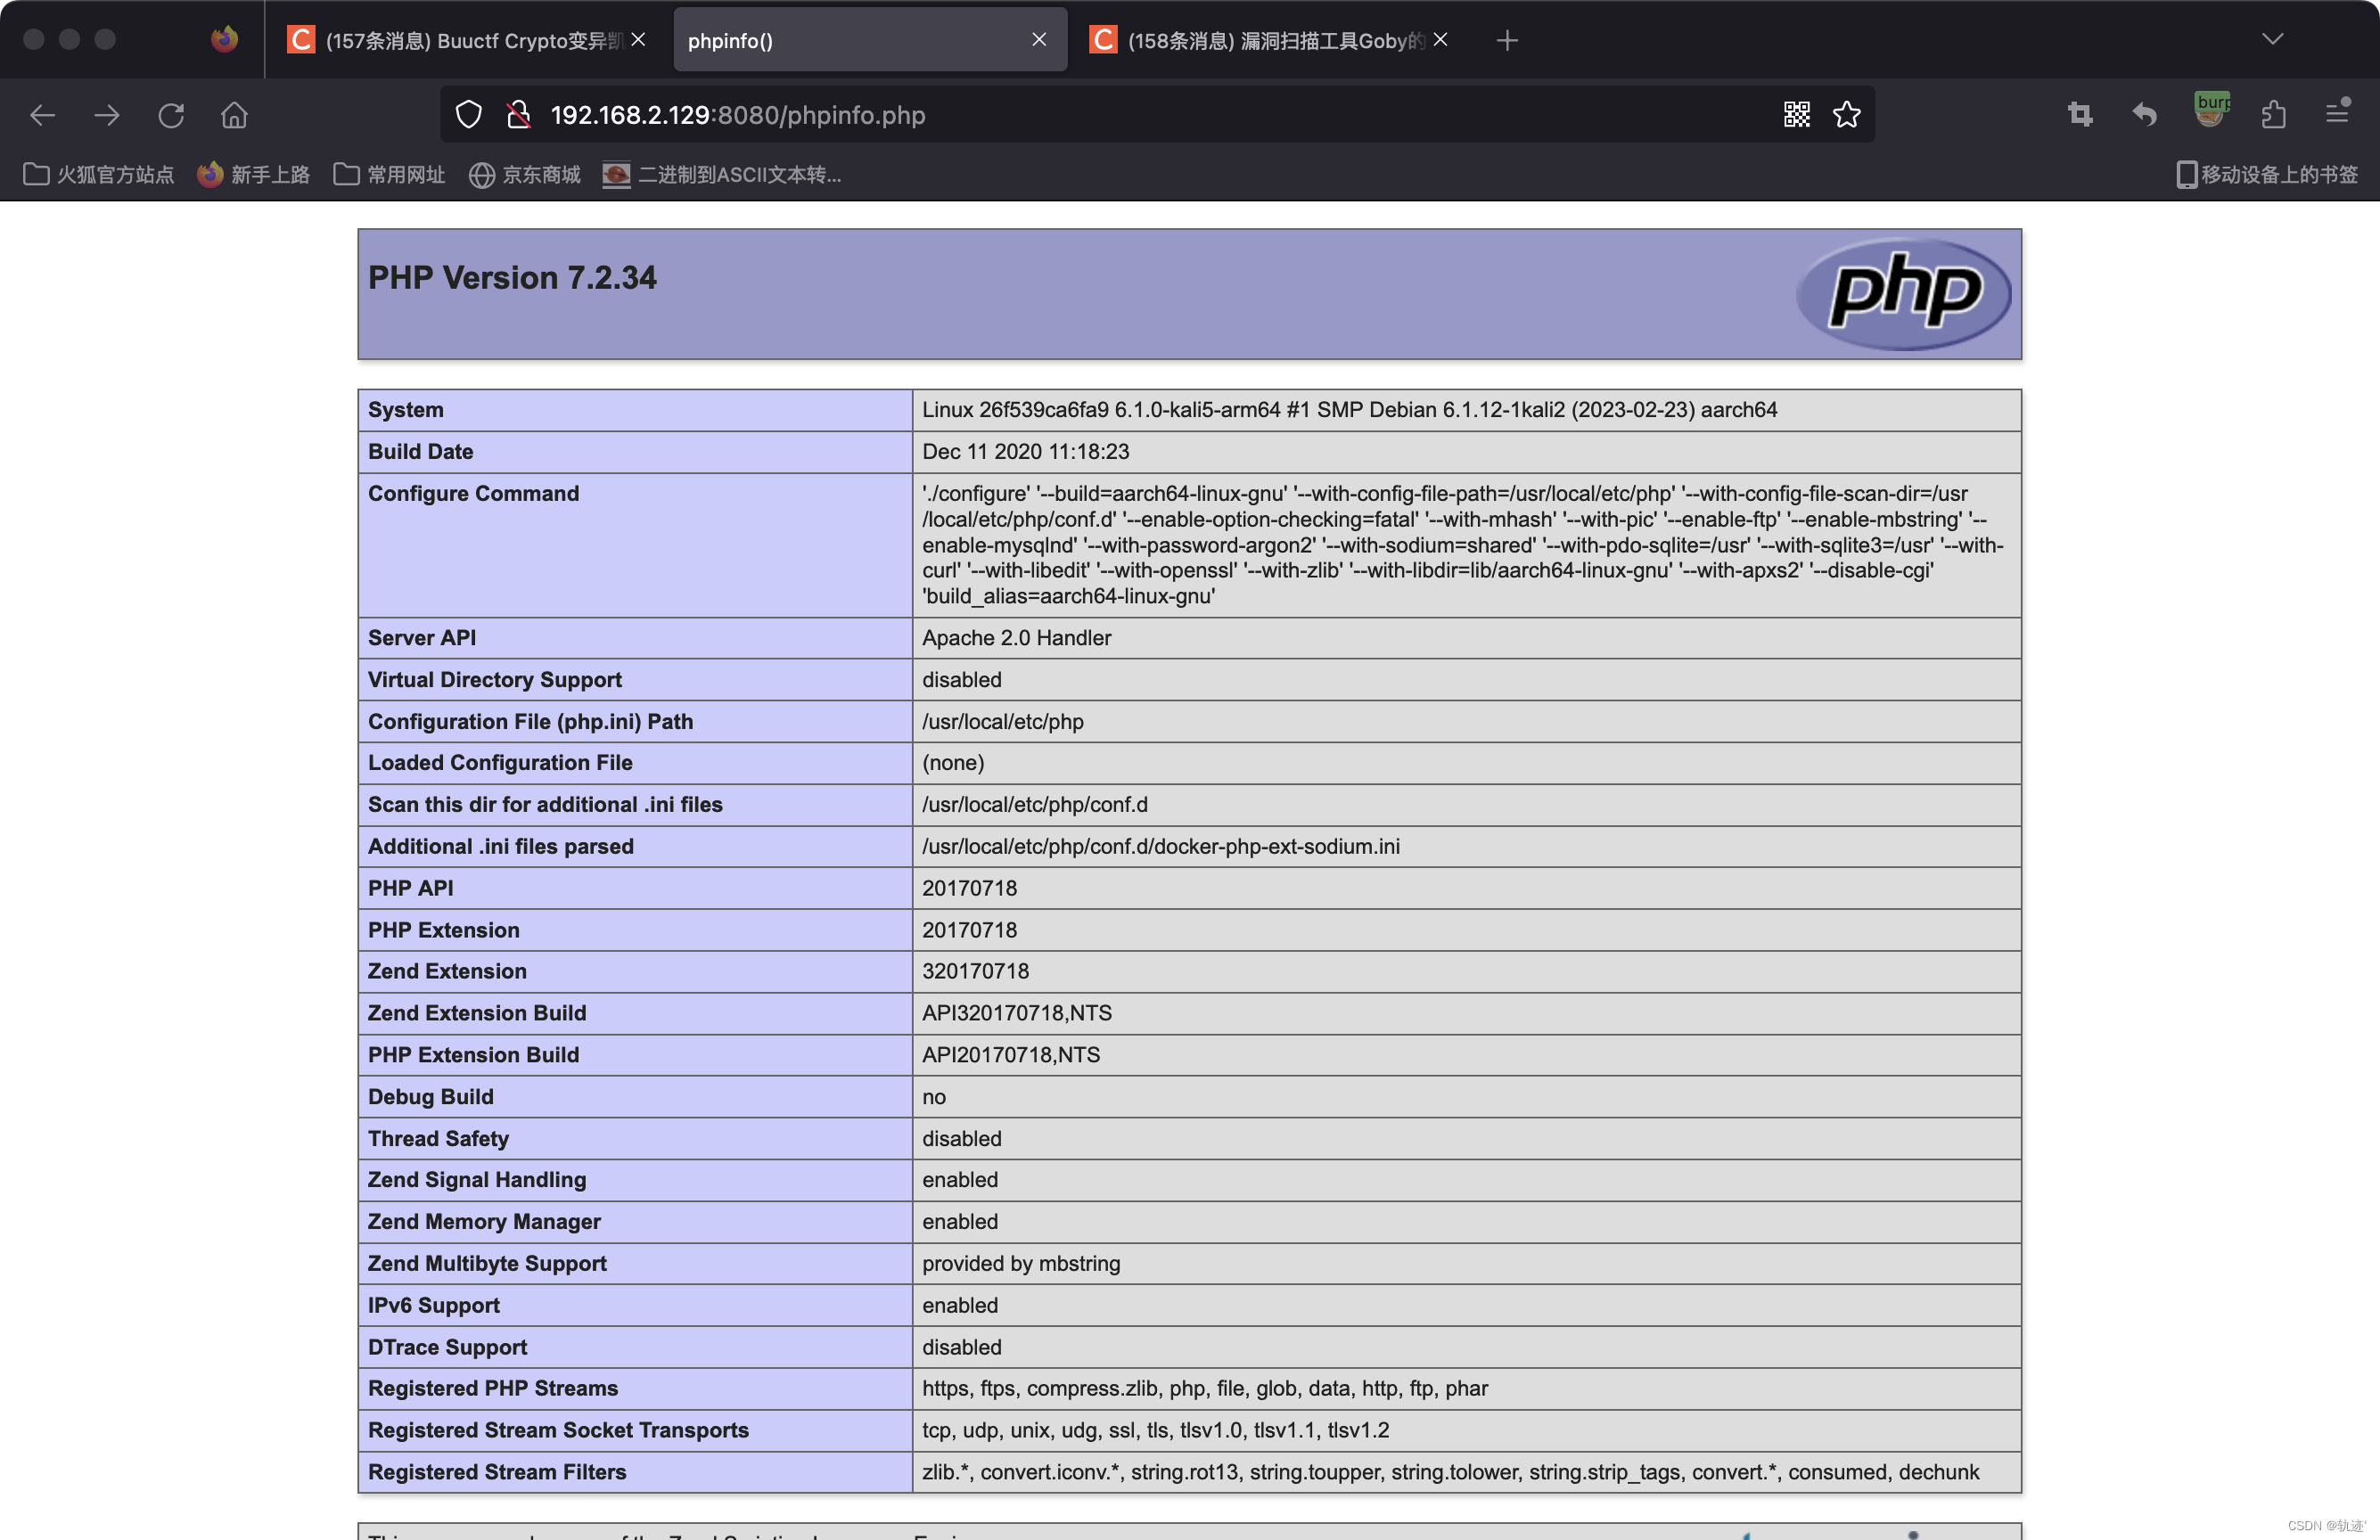 (157条消息) Buuctf Crypto变异凯
phpinfo()
(158条消息) 漏洞扫描工具Goby的
192.168.2.129:8080/phpinfo.php
burp
火狐官方站点 新手上路 常用网址 京东商城 二进制到ASCII文本转... 移动设备上的书签
PHP Version 7.2.34
php
System Linux 26f539ca6fa9 6.1.0-kali5-arm64 #1 SMP Debian 6.1.12-1kali2 (2023-02-23) aarch64
Build Date Dec 11 2020 11:18:23
Configure Command './configure' '--build=aarch64-linux-gnu' '--with-config-file-path=/usr/local/etc/php' '--with-config-file-scan-dir=/usr
/local/etc/php/conf.d' '--enable-option-checking=fatal' '--with-mhash' '--with-pic' '--enable-ftp' '--enable-mbstring' '--
enable-mysqlnd' '--with-password-argon2' '--with-sodium=shared' '--with-pdo-sqlite=/usr' '--with-sqlite3=/usr' '--with-
curl' '--with-libedit' '--with-openssl' '--with-zlib' '--with-libdir=lib/aarch64-linux-gnu' '--with-apxs2' '--disable-cgi'
'build_alias=aarch64-linux-gnu'
Server API Apache 2.0 Handler
Virtual Directory Support disabled
Configuration File (php.ini) Path /usr/local/etc/php
Loaded Configuration File (none)
Scan this dir for additional .ini files /usr/local/etc/php/conf.d
Additional .ini files parsed /usr/local/etc/php/conf.d/docker-php-ext-sodium.ini
PHP API 20170718
PHP Extension 20170718
Zend Extension 320170718
Zend Extension Build API320170718,NTS
PHP Extension Build API20170718,NTS
Debug Build no
Thread Safety disabled
Zend Signal Handling enabled
Zend Memory Manager enabled
Zend Multibyte Support provided by mbstring
IPv6 Support enabled
DTrace Support disabled
Registered PHP Streams https, ftps, compress.zlib, php, file, glob, data, http, ftp, phar
Registered Stream Socket Transports tcp, udp, unix, udg, ssl, tls, tlsv1.0, tlsv1.1, tlsv1.2
Registered Stream Filters zlib.*, convert.iconv.*, string.rot13, string.toupper, string.tolower, string.strip_tags, convert.*, consumed, dechunk
CSDN @轨迹'